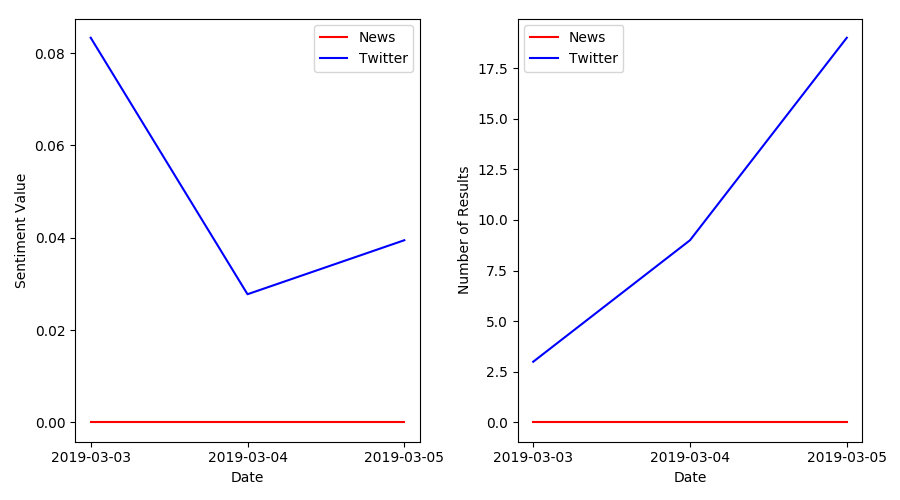 News
Twitter
0.08
0.06
0.04
0.02
0.00
Sentiment Value
2019-03-03 2019-03-04 2019-03-05
Date
News
Twitter
17.5
15.0
12.5
10.0
7.5
5.0
2.5
0.0
Number of Results
2019-03-03 2019-03-04 2019-03-05
Date